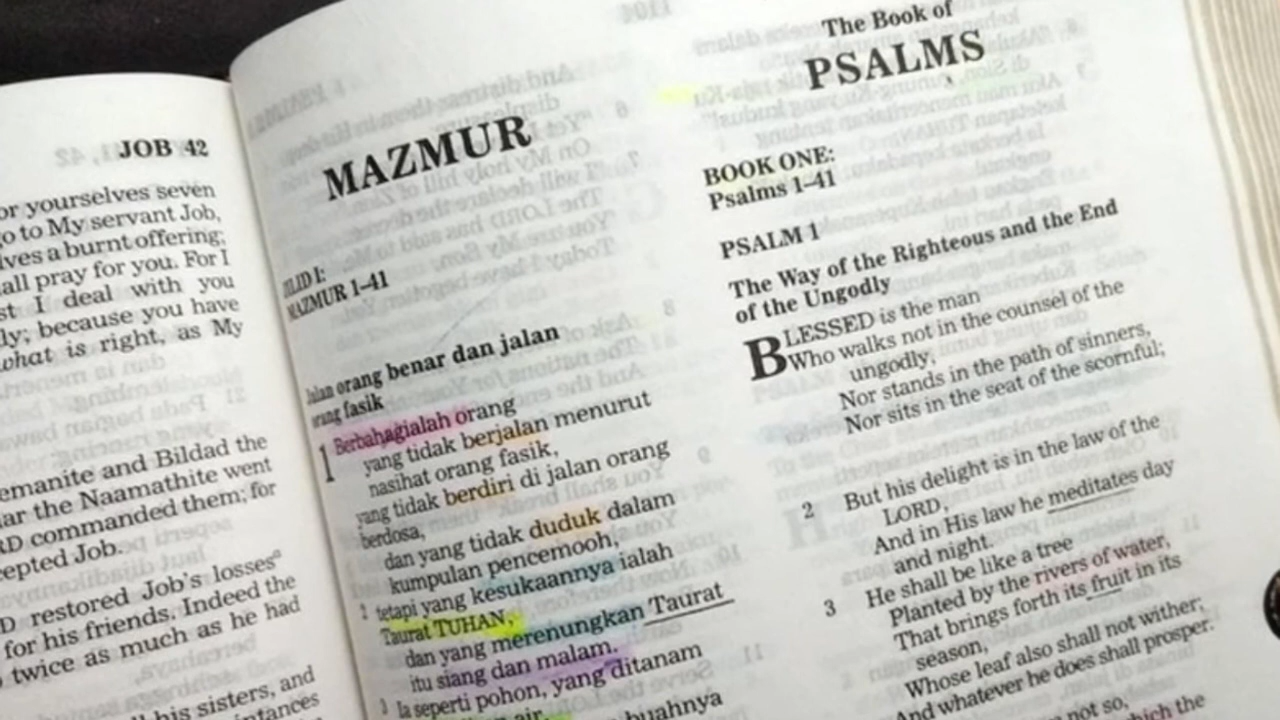 JOB 42
or yourselves seven
go to My servant Job,
lves a burnt offering;
all pray for you. For I
st I deal with you
ly; because you have
what is right, as My
emanite and Bildad the
ar the Naamathite went
RD commanded them; for
cepted Job.
D restored Job's losses
for his friends. Indeed the
twice as much as he had
his sisters, and
MAZMUR
JILID I:
MAZMUR 1–41
Jalan orang benar dan jalan
orang fasik
1 Berbahagialah orang
yang tidak berjalan menurut
nasihat orang fasik,
yang tidak berdiri di jalan orang
berdosa,
dan yang tidak duduk dalam
kumpulan pencemooh,
2 tetapi yang kesukaannya ialah
Taurat TUHAN,
dan yang merenungkan Taurat
itu siang dan malam.
3 Ia seperti pohon, yang ditanam
air,
buahnya
The Book of
PSALMS
BOOK ONE:
Psalms 1–41
PSALM 1
The Way of the Righteous and the End
of the Ungodly
BLESSED is the man
Who walks not in the counsel of the
ungodly,
Nor stands in the path of sinners,
Nor sits in the seat of the scornful;
2 But his delight is in the law of the
LORD,
And in His law he meditates day
and night.
3 He shall be like a tree
Planted by the rivers of water,
That brings forth its fruit in its
season,
Whose leaf also shall not wither;
And whatever he does shall prosper.
not so,
which the